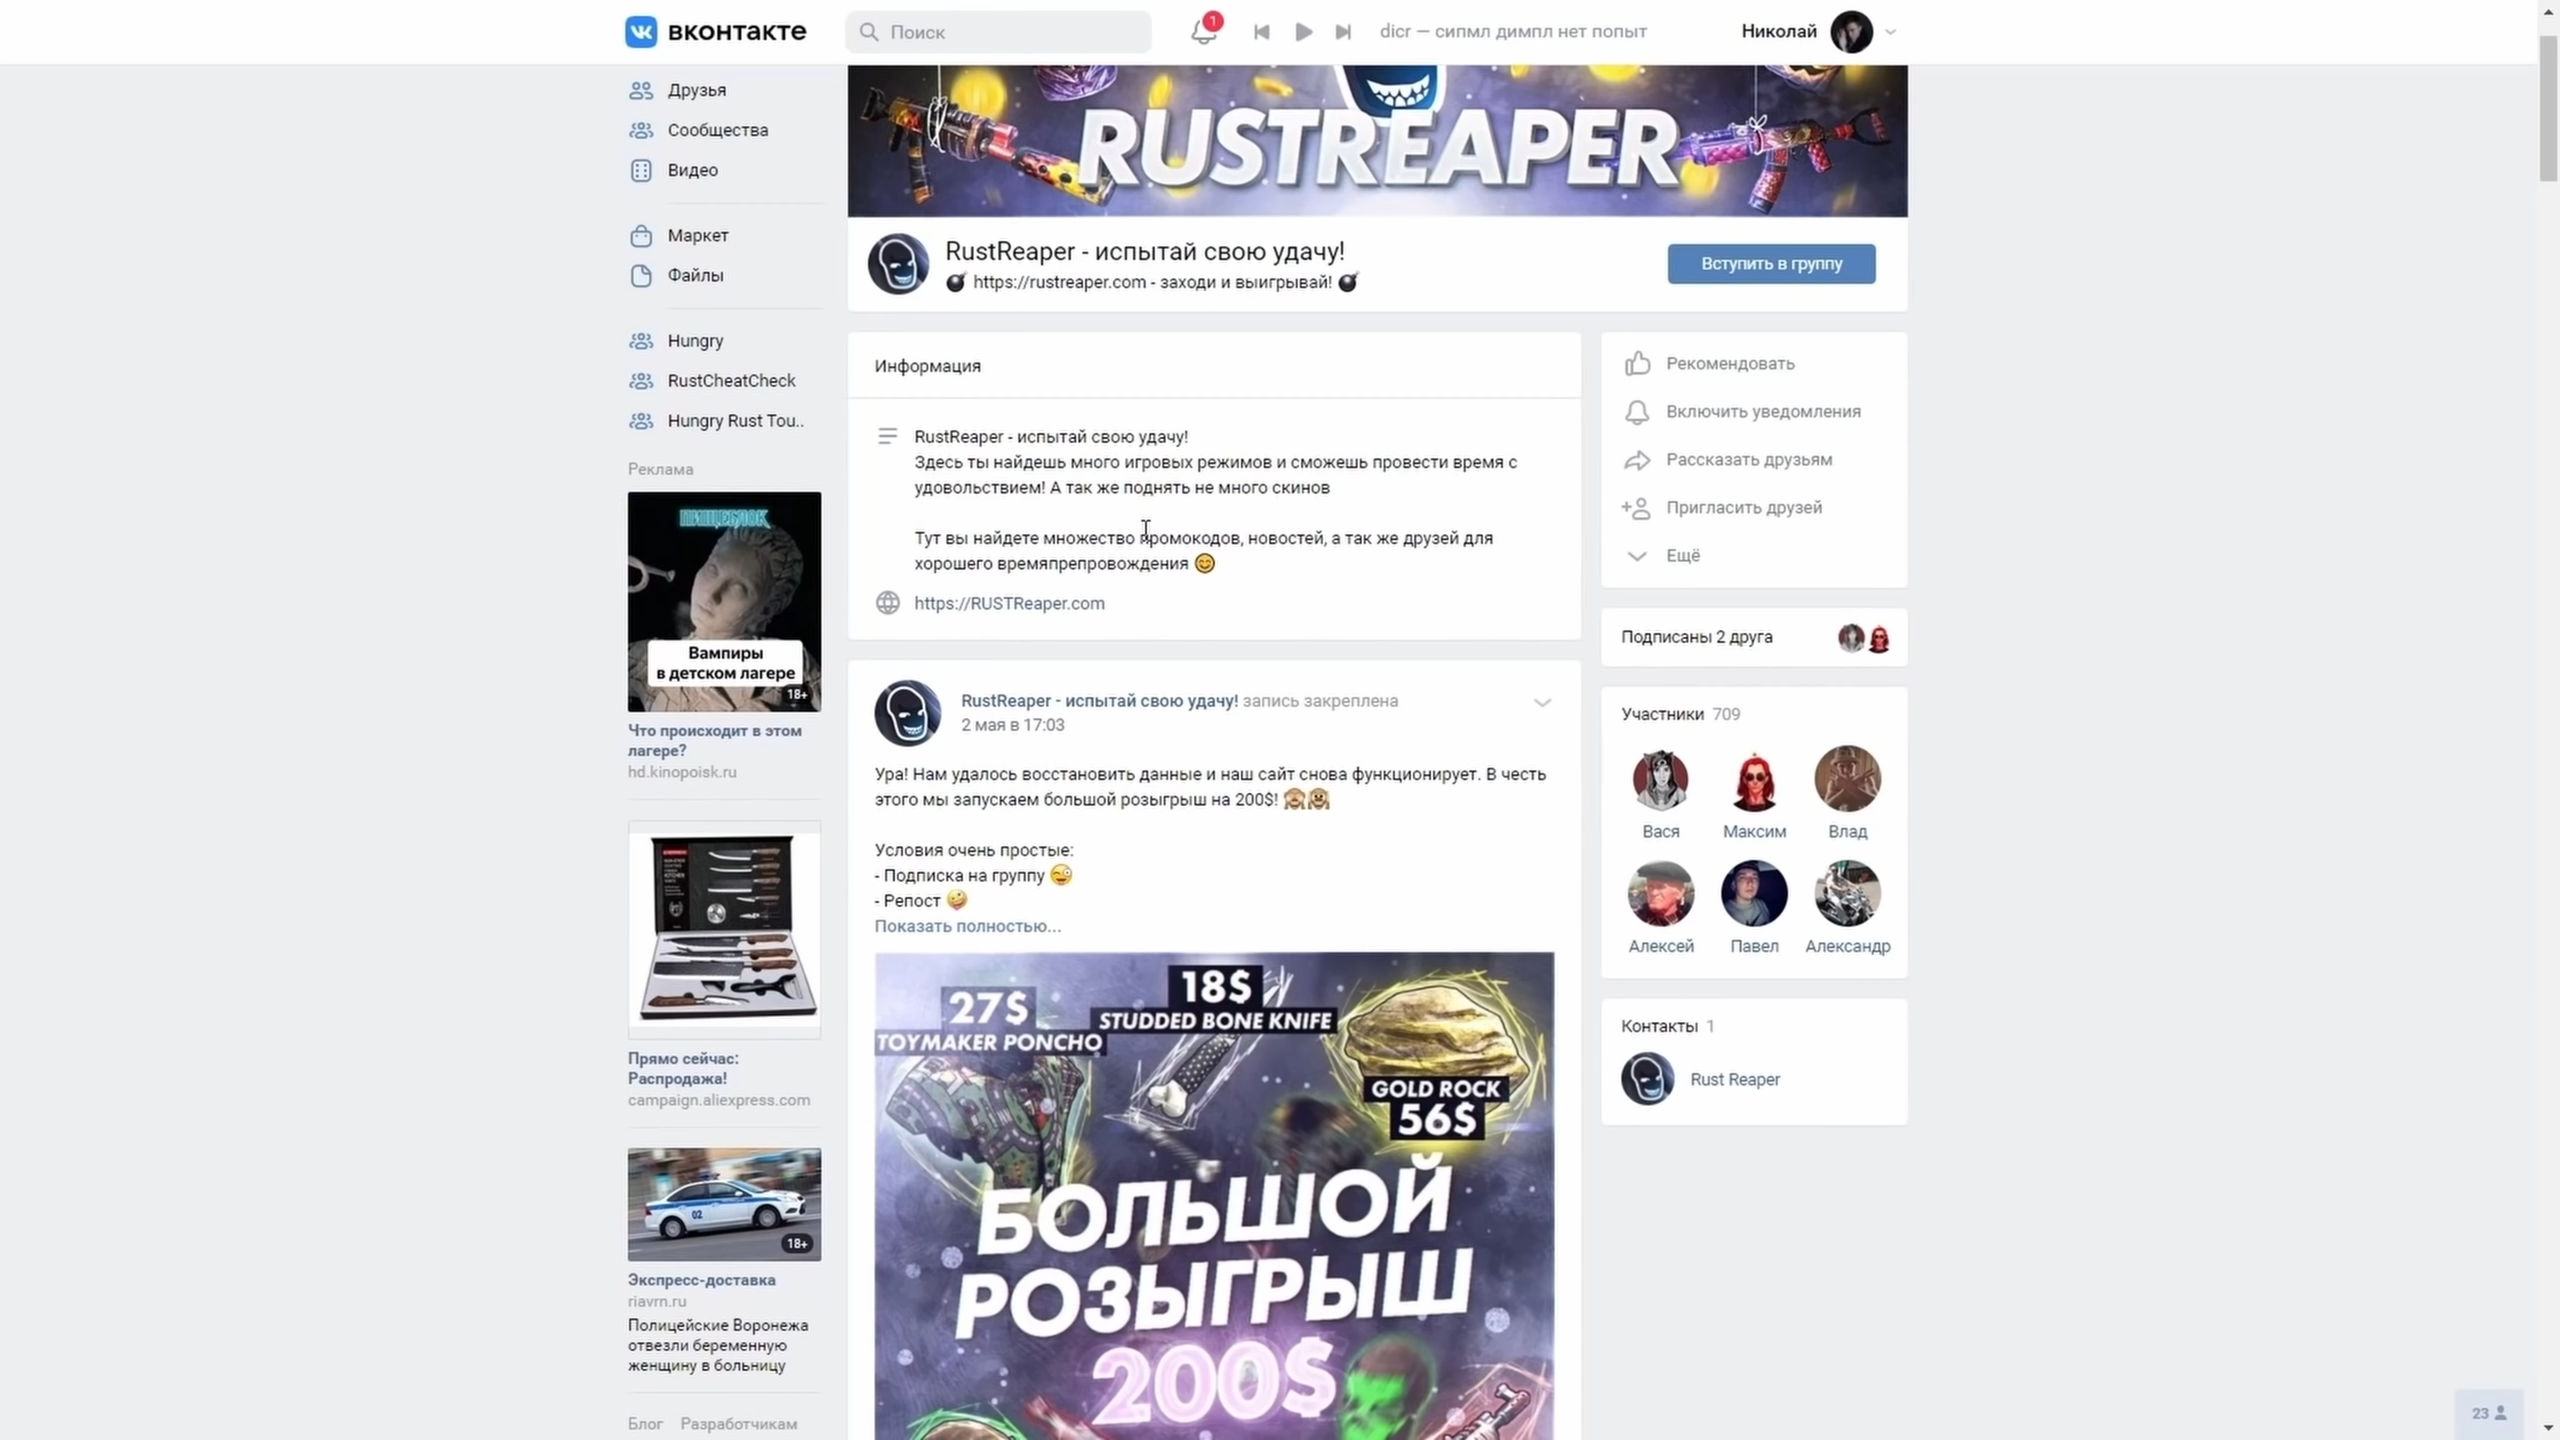 вконтакте
Поиск
1
dicr — сипмл димпл нет попыт
Николай
Друзья
Сообщества
Видео
Маркет
Файлы
Hungry
RustCheatCheck
Hungry Rust Tou..
Реклама
ПИЩЕБЛОК
Вампиры
в детском лагере
18+
Что происходит в этом
лагере?
hd.kinopoisk.ru
Прямо сейчас:
Распродажа!
campaign.aliexpress.com
02
18+
Экспресс-доставка
riavrn.ru
Полицейские Воронежа
отвезли беременную
женщину в больницу
Блог Разработчикам
RUSTREAPER
RustReaper - испытай свою удачу!
💣 https://rustreaper.com - заходи и выигрывай! 💣
Вступить в группу
Информация
RustReaper - испытай свою удачу!
Здесь ты найдешь много игровых режимов и сможешь провести время с
удовольствием! А так же поднять не много скинов
Тут вы найдете множество промокодов, новостей, а так же друзей для
хорошего времяпрепровождения 😊
https://RUSTReaper.com
RustReaper - испытай свою удачу! запись закреплена
2 мая в 17:03
Ура! Нам удалось восстановить данные и наш сайт снова функционирует. В честь
этого мы запускаем большой розыгрыш на 200$! 🙈🙉
Условия очень простые:
- Подписка на группу 😜
- Репост 🤪
Показать полностью...
27$
TOYMAKER PONCHO
18$
STUDDED BONE KNIFE
GOLD ROCK
56$
БОЛЬШОЙ
РОЗЫГРЫШ
200$
Рекомендовать
Включить уведомления
Рассказать друзьям
Пригласить друзей
Ещё
Подписаны 2 друга
Участники 709
Вася Максим Влад
Алексей Павел Александр
Контакты 1
Rust Reaper
23